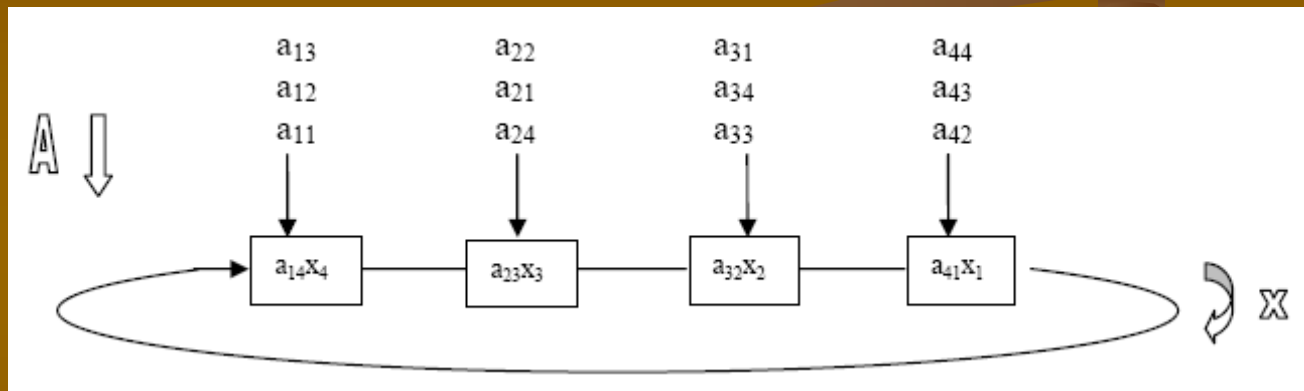 a₁₃ a₂₂ a₃₁ a₄₄
a₁₂ a₂₁ a₃₄ a₄₃
A a₁₁ a₂₄ a₃₃ a₄₂
a₁₄x₄ a₂₃x₃ a₃₂x₂ a₄₁x₁
x